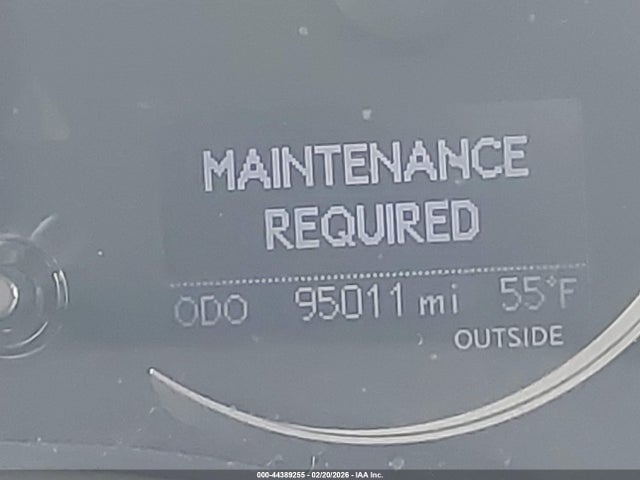 MAINTENANCE
REQUIRED
ODO 95011 mi 55°F
OUTSIDE
000-44389255 - 02/20/2026 - IAA Inc.